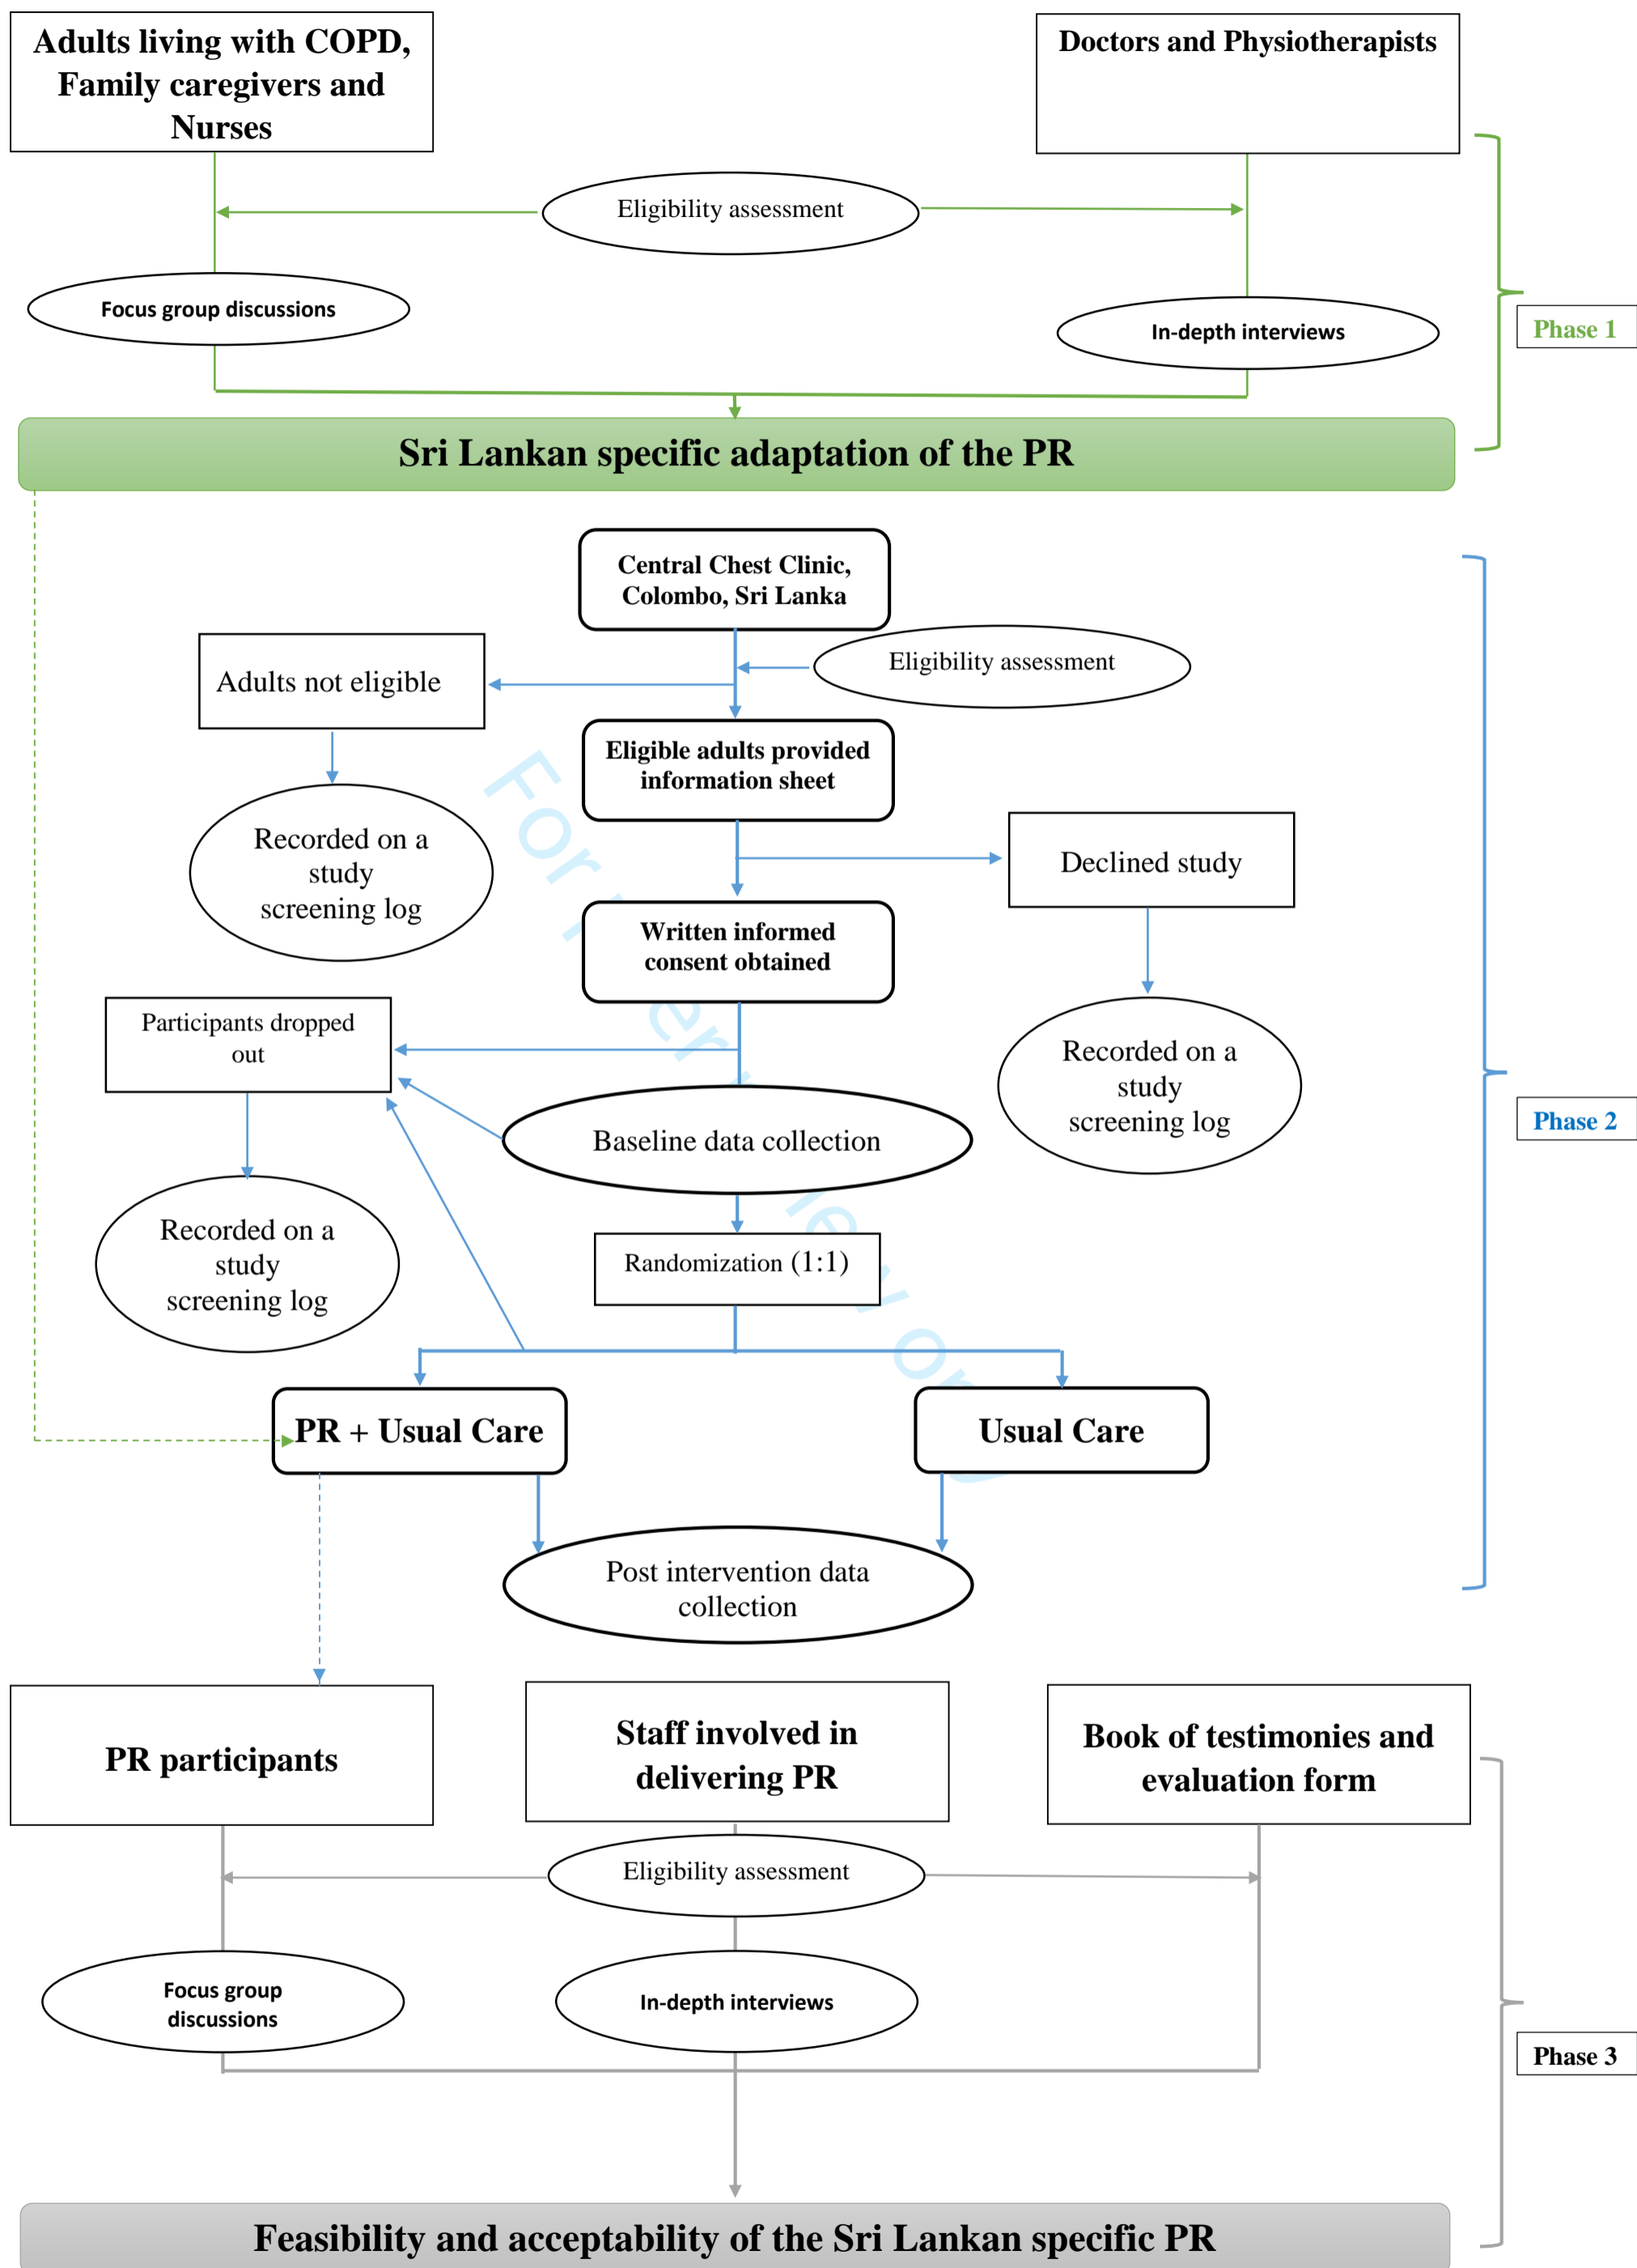 Adults living with COPD,
Family caregivers and
Nurses
Doctors and Physiotherapists
Eligibility assessment
Focus group discussions
In-depth interviews
Phase 1
Sri Lankan specific adaptation of the PR
Central Chest Clinic,
Colombo, Sri Lanka
Eligibility assessment
Adults not eligible
Eligible adults provided
information sheet
Recorded on a
study
screening log
Declined study
Written informed
consent obtained
Participants dropped
out
Recorded on a
study
screening log
Baseline data collection
Phase 2
Recorded on a
study
screening log
Randomization (1:1)
PR + Usual Care
Usual Care
Post intervention data
collection
PR participants
Staff involved in
delivering PR
Book of testimonies and
evaluation form
Eligibility assessment
Focus group
discussions
In-depth interviews
Phase 3
Feasibility and acceptability of the Sri Lankan specific PR
For